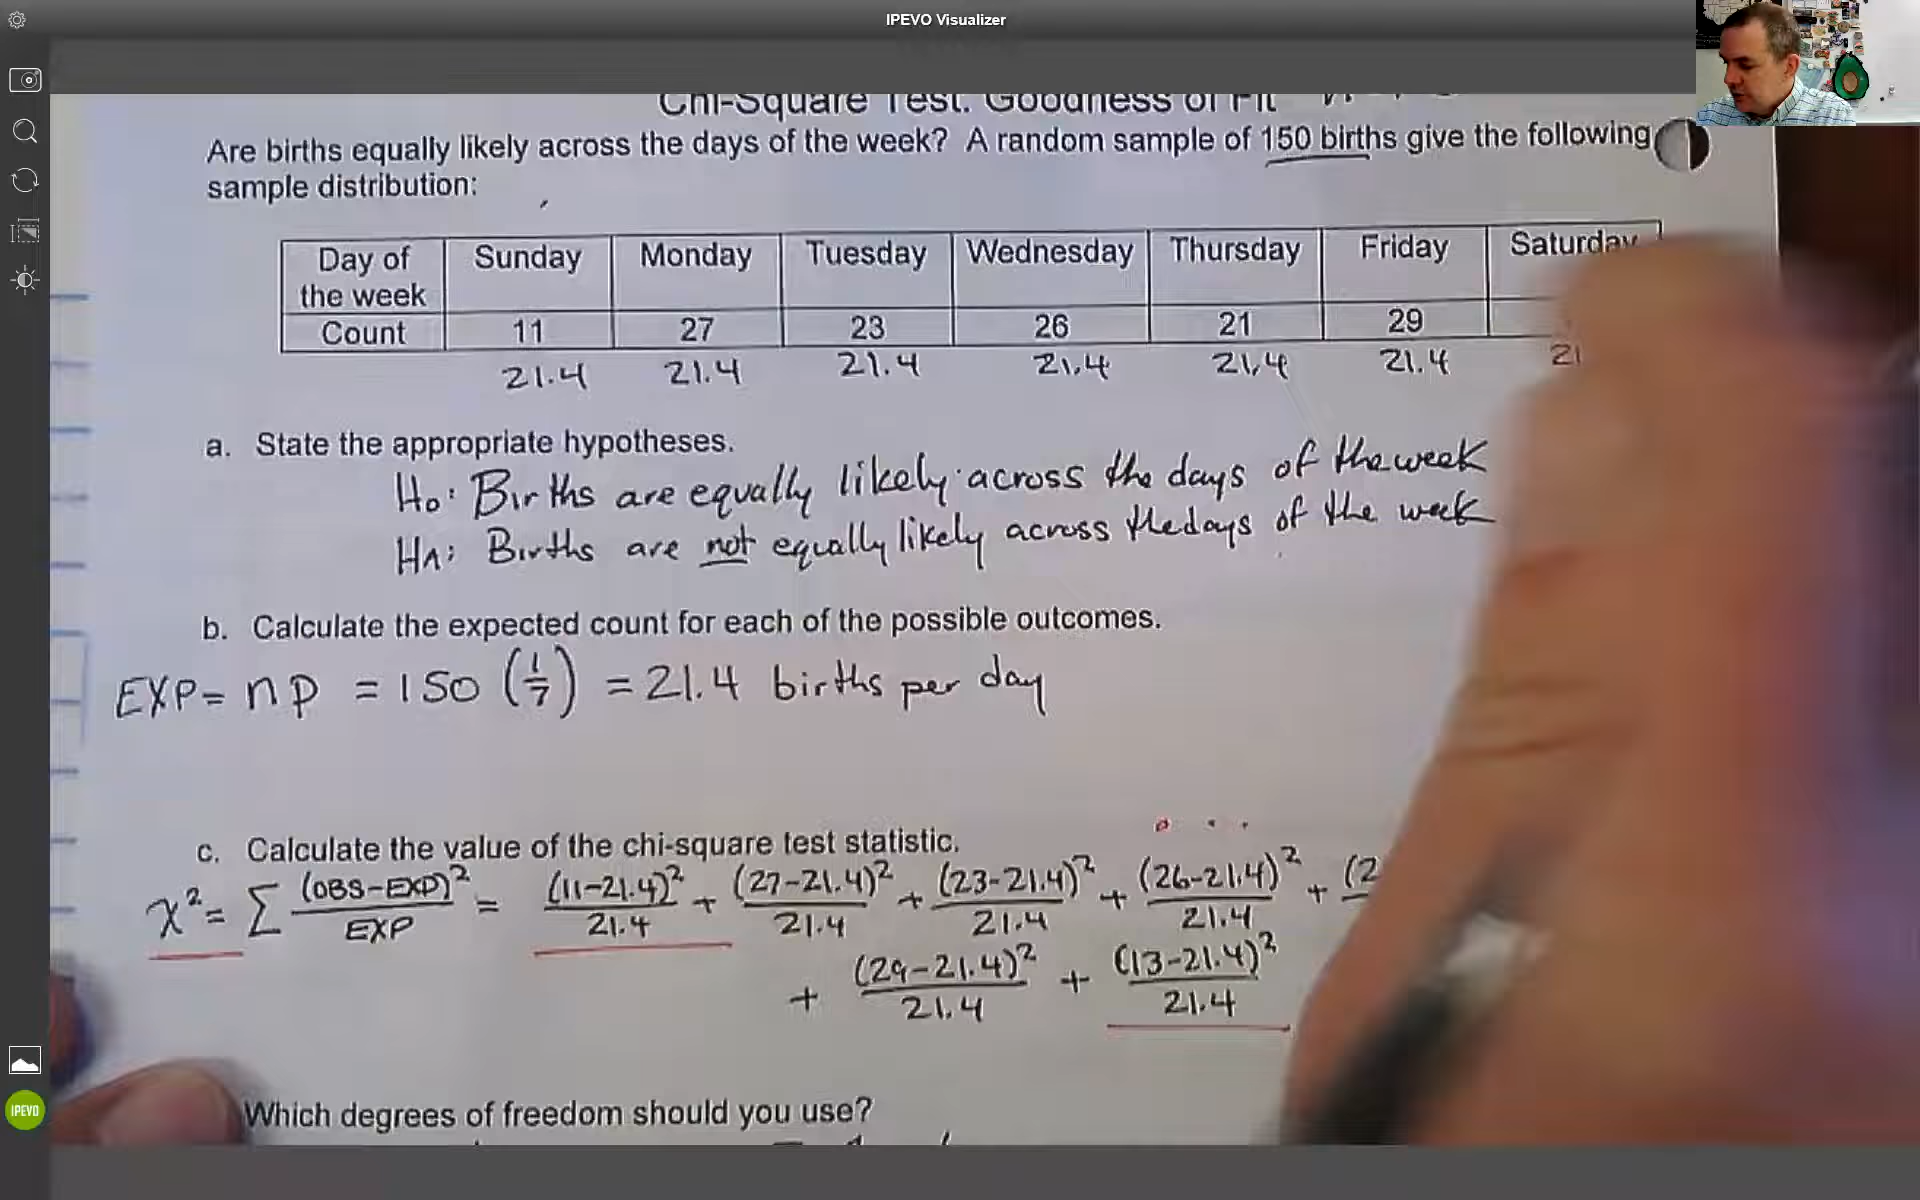 IPEVO Visualizer
Chi-Square Test: Goodness of Fit
Are births equally likely across the days of the week? A random sample of 150 births give the following
sample distribution:
Day of the week Sunday Monday Tuesday Wednesday Thursday Friday Saturday
Count 11 27 23 26 21 29
21.4 21.4 21.4 21.4 21.4 21.4 21
a. State the appropriate hypotheses.
Ho: Births are equally likely across the days of the week
HA: Births are not equally likely across the days of the week
b. Calculate the expected count for each of the possible outcomes.
EXP = np = 150 (1/7) = 21.4 births per day
c. Calculate the value of the chi-square test statistic.
χ² = Σ (OBS-EXP)²/EXP = (11-21.4)²/21.4 + (27-21.4)²/21.4 + (23-21.4)²/21.4 + (26-21.4)²/21.4 + (2
+ (29-21.4)²/21.4 + (13-21.4)²/21.4
Which degrees of freedom should you use?
IPEVO